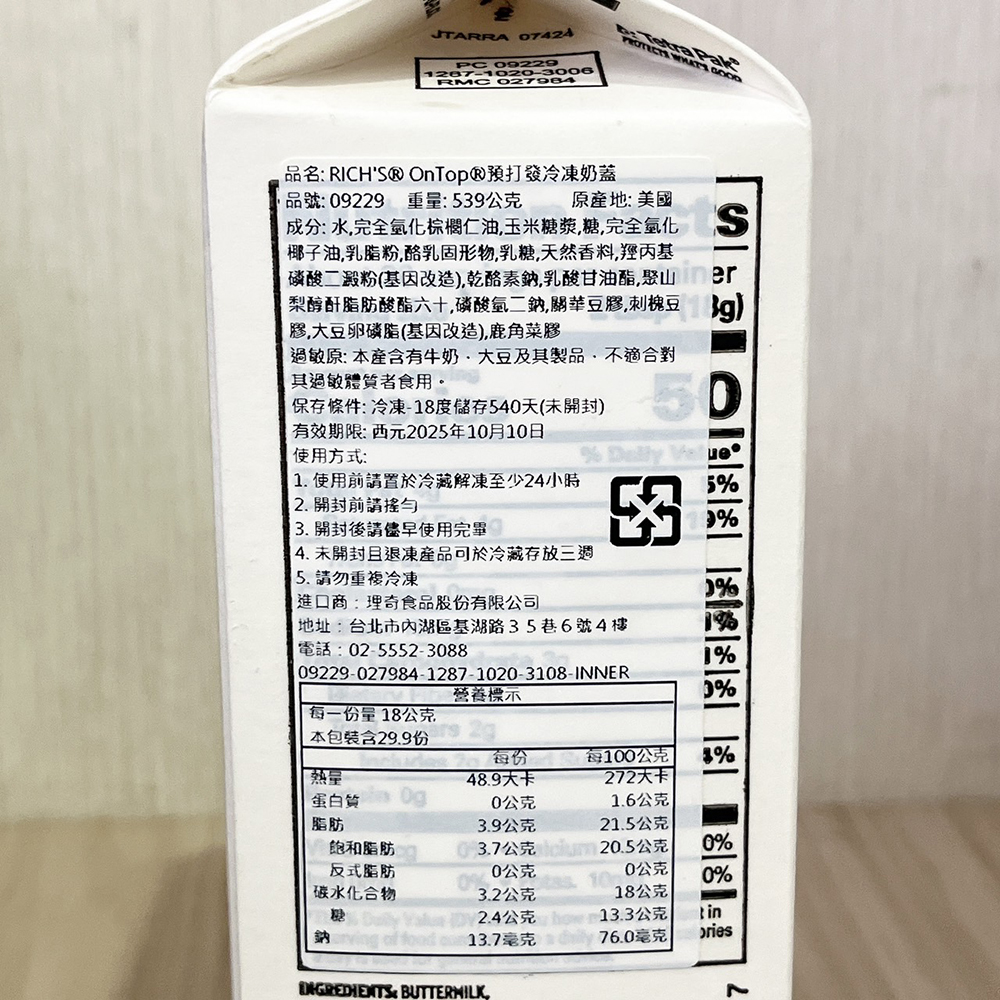 JTARRA 07424
Tetra Pak®
PROTECTS WHAT'S GOOD
PC 09229
1287-1020-3006
RMC 027984
品名: RICH'S® OnTop®預打發冷凍奶蓋
品號: 09229 重量: 539公克 原產地: 美國
成分: 水,完全氫化棕櫚仁油,玉米糖漿,糖,完全氫化
椰子油,乳脂粉,酪乳固形物,乳糖,天然香料,羥丙基
磷酸二澱粉(基因改造),乾酪素鈉,乳酸甘油酯,聚山
梨醇酐脂肪酸酯六十,磷酸氫二鈉,關華豆膠,刺槐豆
膠,大豆卵磷脂(基因改造),鹿角菜膠
過敏原: 本產含有牛奶、大豆及其製品、不適合對
其過敏體質者食用。
保存條件: 冷凍-18度儲存540天(未開封)
有效期限: 西元2025年10月10日
使用方式:
1. 使用前請置於冷藏解凍至少24小時
2. 開封前請搖勻
3. 開封後請儘早使用完畢
4. 未開封且退凍產品可於冷藏存放三週
5. 請勿重複冷凍
進口商：理奇食品股份有限公司
地址：台北市內湖區基湖路３５巷６號４樓
電話：02-5552-3088
09229-027984-1287-1020-3108-INNER
營養標示
每一份量 18公克
本包裝含29.9份
每份 每100公克
熱量 48.9大卡 272大卡
蛋白質 0公克 1.6公克
脂肪 3.9公克 21.5公克
飽和脂肪 3.7公克 20.5公克
反式脂肪 0公克 0公克
碳水化合物 3.2公克 18公克
糖 2.4公克 13.3公克
鈉 13.7毫克 76.0毫克
INGREDIENTS: BUTTERMILK,
7